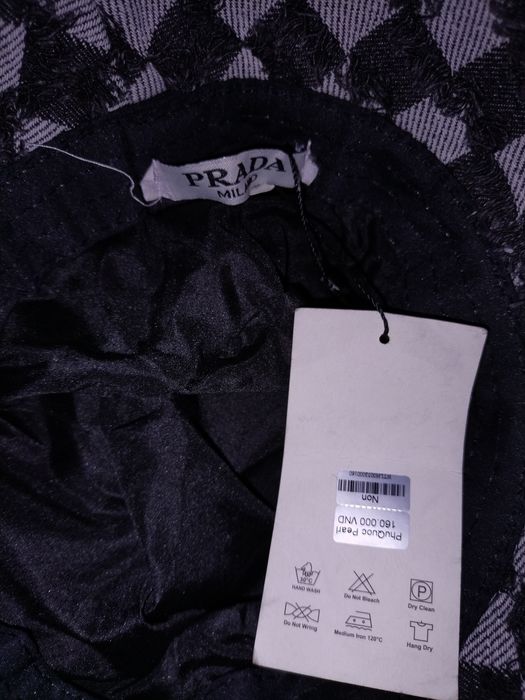 PRADA
MILANO
PhuQuoc Pearl
160.000 VND
Non
HAND WASH
Do Not Bleach
Dry Clean
Do Not Wring
Medium Iron 120°C
Hang Dry